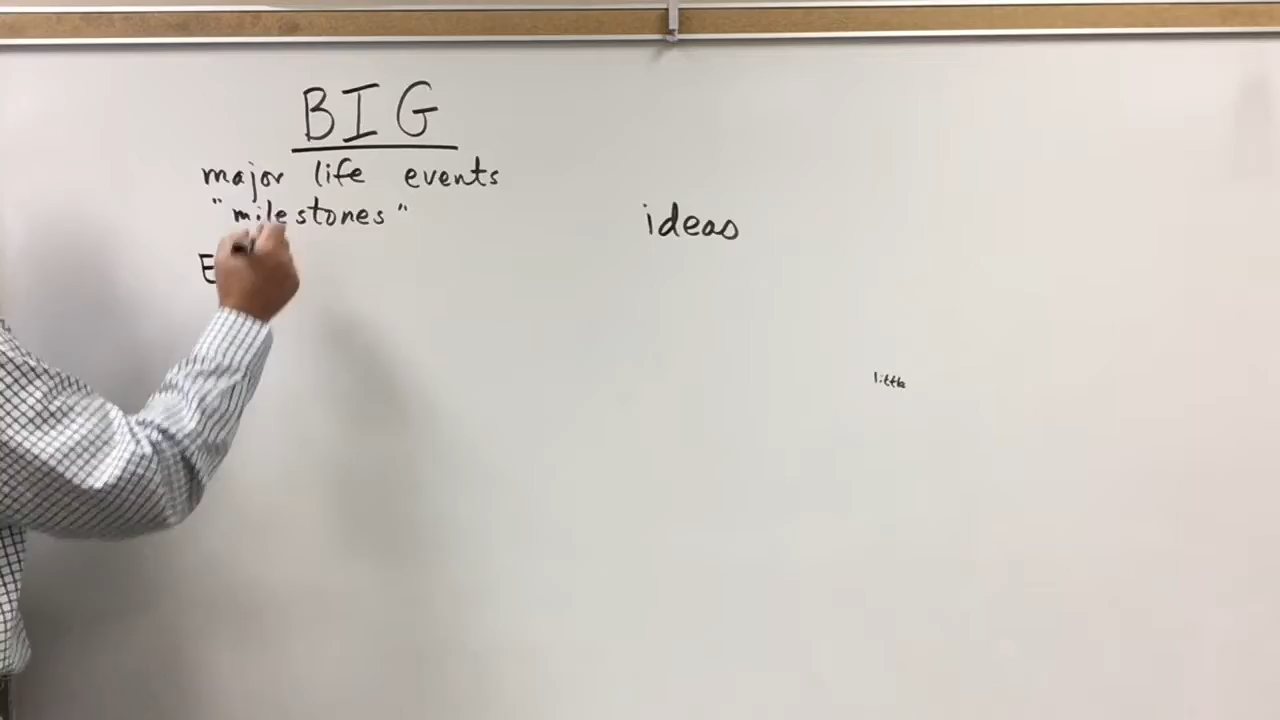 BIG
major life events
"milestones"
E
ideas
little